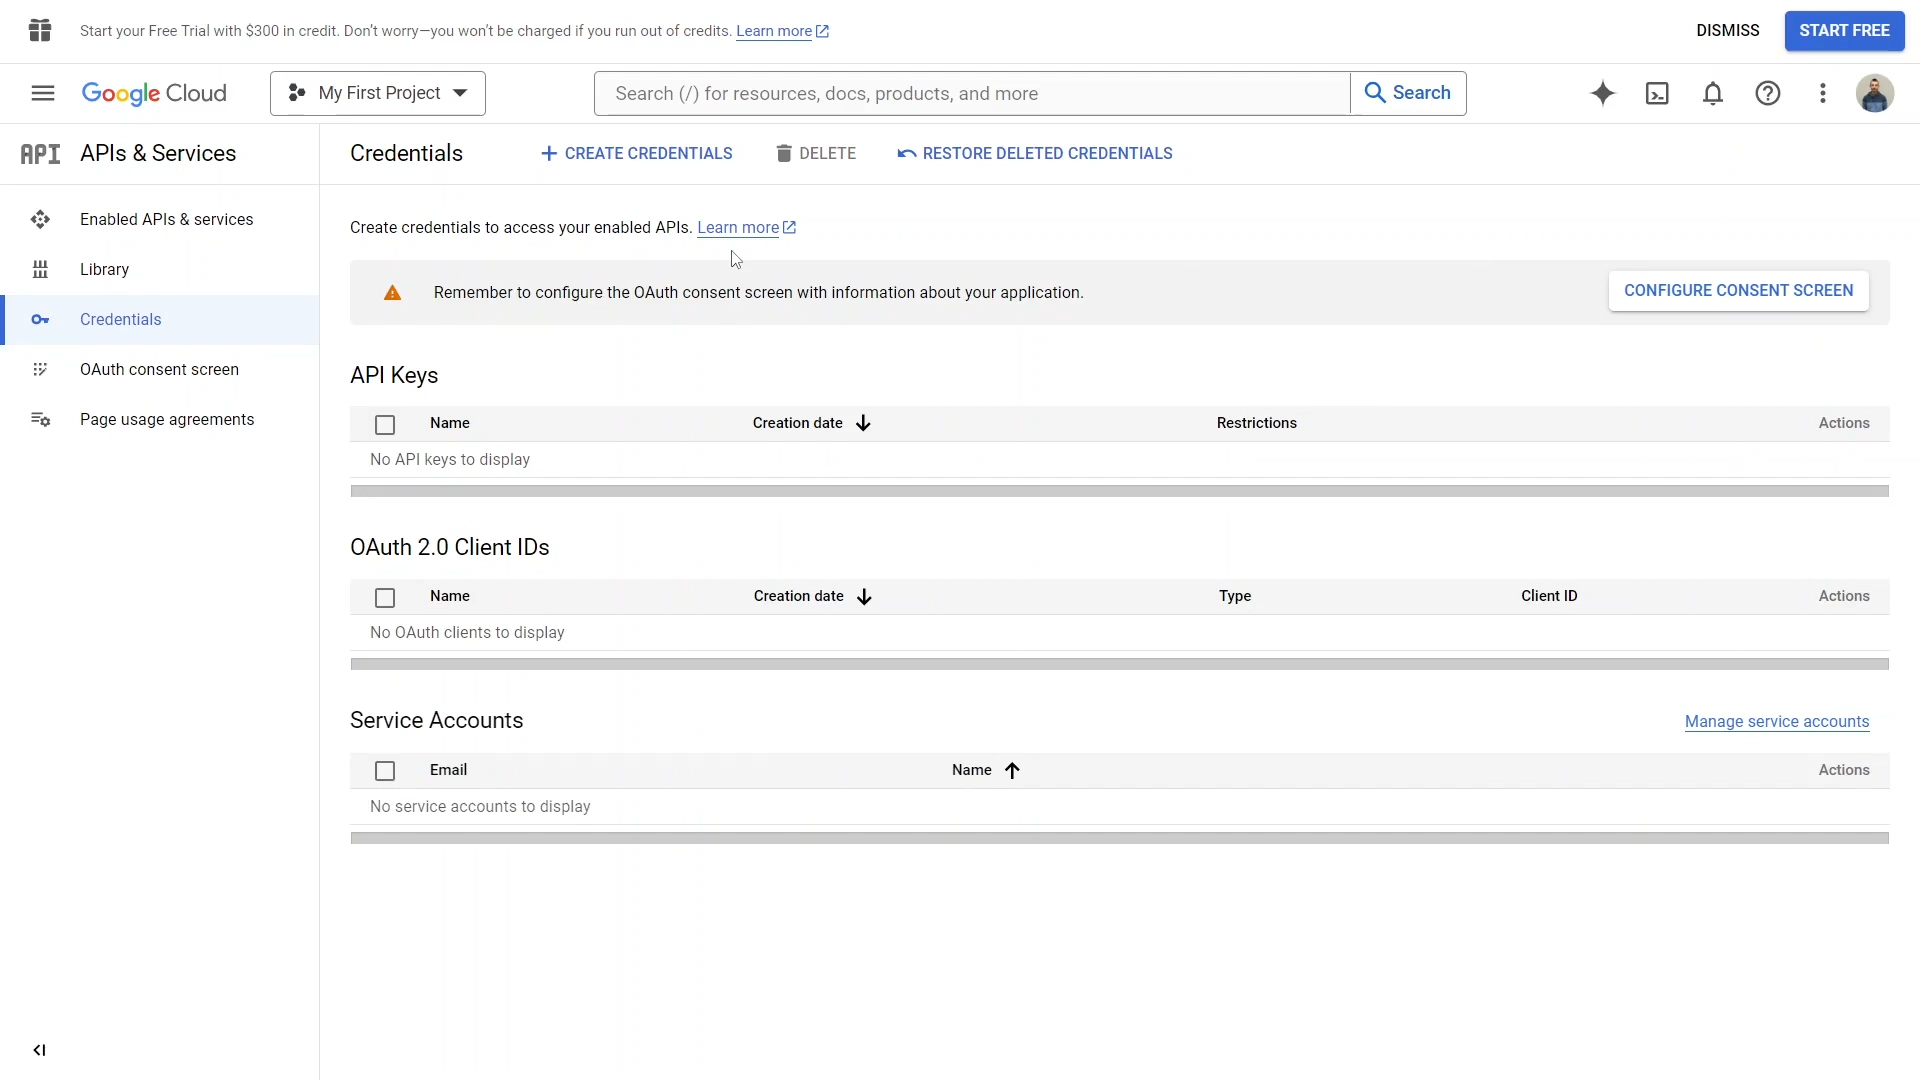 Start your Free Trial with $300 in credit. Don’t worry—you won’t be charged if you run out of credits. Learn more
DISMISS
START FREE
Google Cloud
My First Project
Search (/) for resources, docs, products, and more
Search
API
APIs & Services
Credentials
CREATE CREDENTIALS
DELETE
RESTORE DELETED CREDENTIALS
Enabled APIs & services
Library
Credentials
OAuth consent screen
Page usage agreements
Create credentials to access your enabled APIs. Learn more
Remember to configure the OAuth consent screen with information about your application.
CONFIGURE CONSENT SCREEN
API Keys
Name
Creation date
Restrictions
Actions
No API keys to display
OAuth 2.0 Client IDs
Name
Creation date
Type
Client ID
Actions
No OAuth clients to display
Service Accounts
Manage service accounts
Email
Name
Actions
No service accounts to display